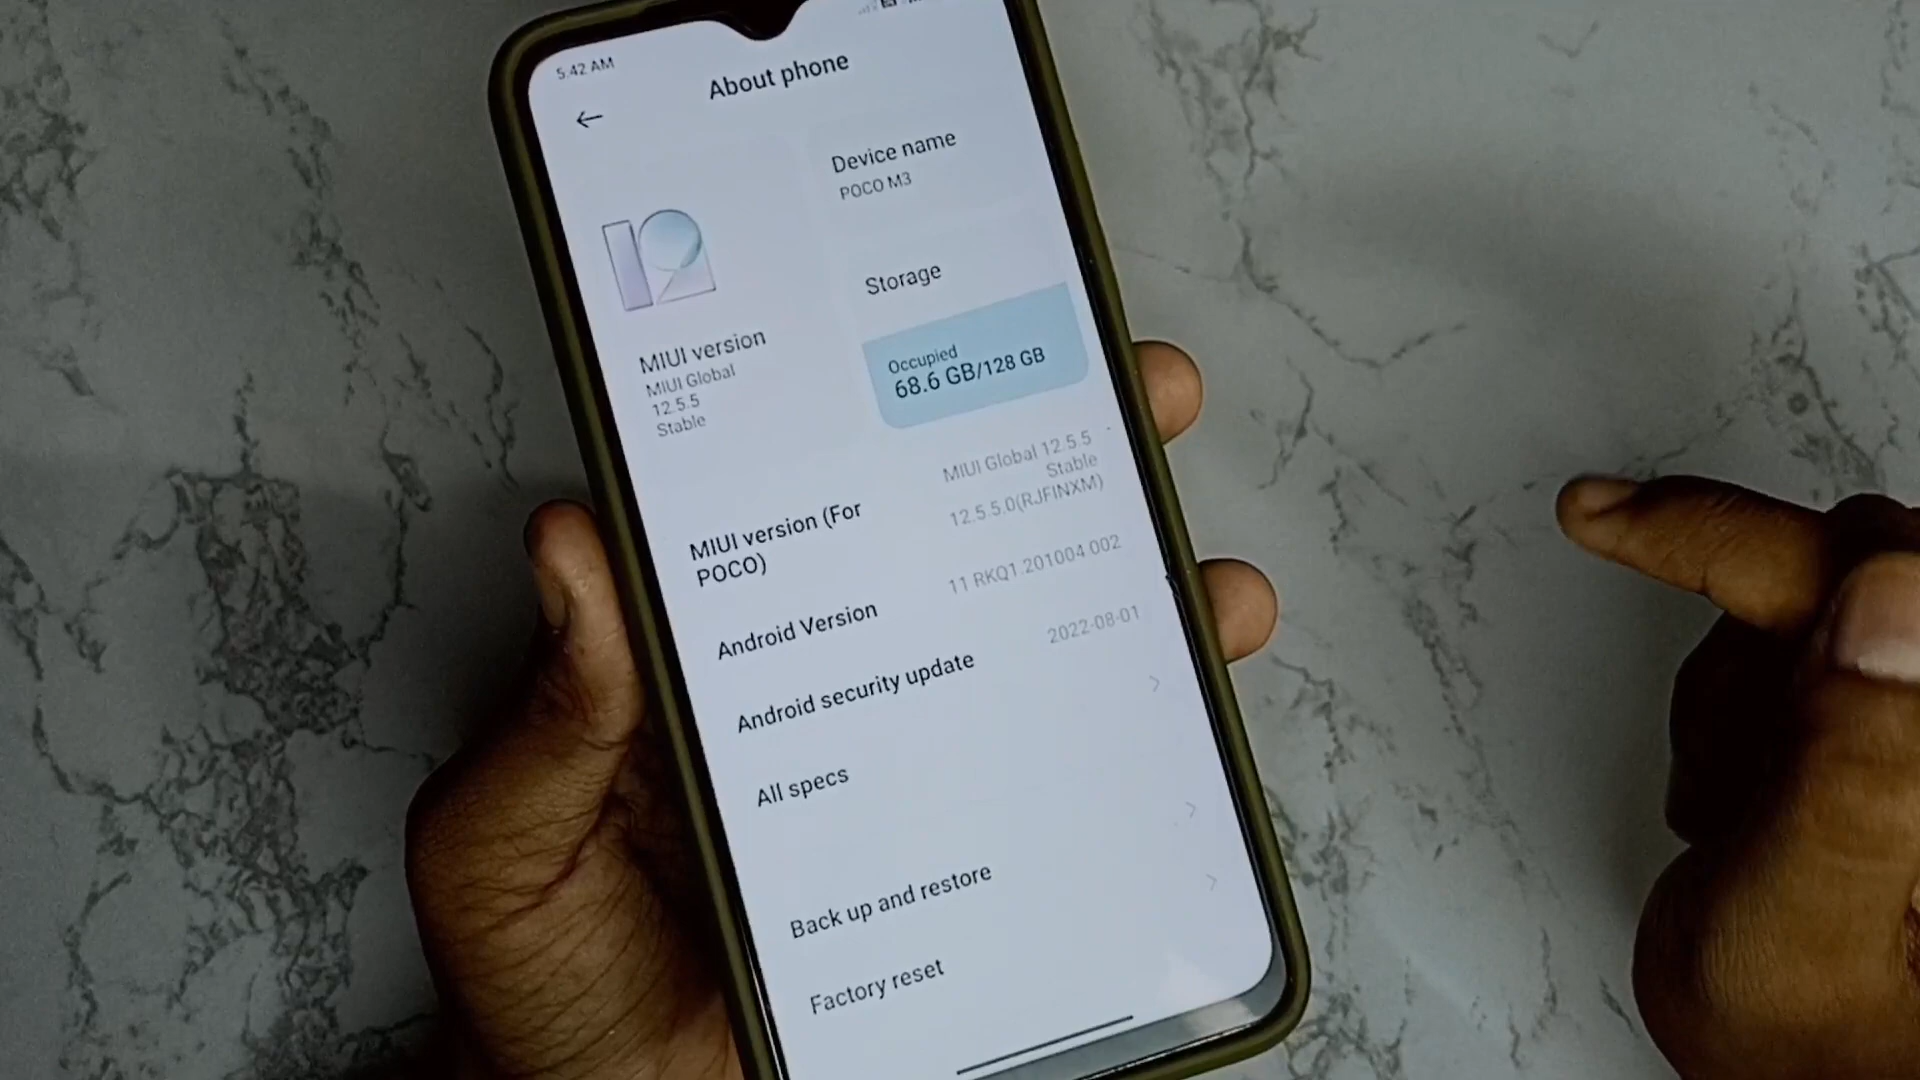 5:42 AM
About phone
Device name
POCO M3
12
MIUI version
MIUI Global
12.5.5
Stable
Storage
Occupied
68.6 GB/128 GB
MIUI version (For
POCO)
MIUI Global 12.5.5
Stable
12.5.5.0(RJFINXM)
Android Version
11 RKQ1.201004.002
Android security update
2022-08-01
All specs
Back up and restore
Factory reset